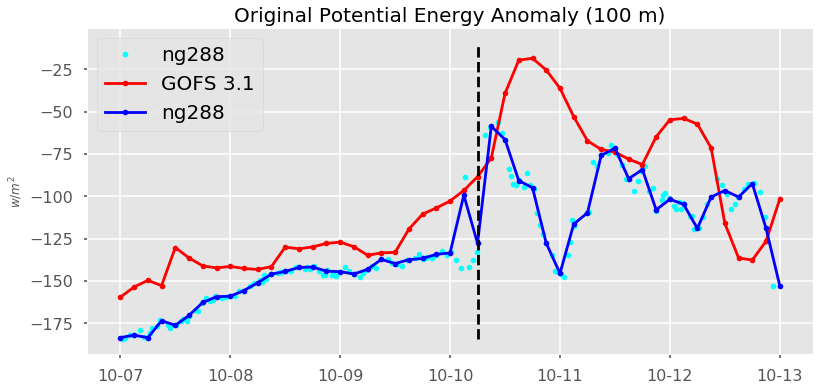 Original Potential Energy Anomaly (100 m)
ng288
GOFS 3.1
ng288
w/m²
−25
−50
−75
−100
−125
−150
−175
10-07 10-08 10-09 10-10 10-11 10-12 10-13